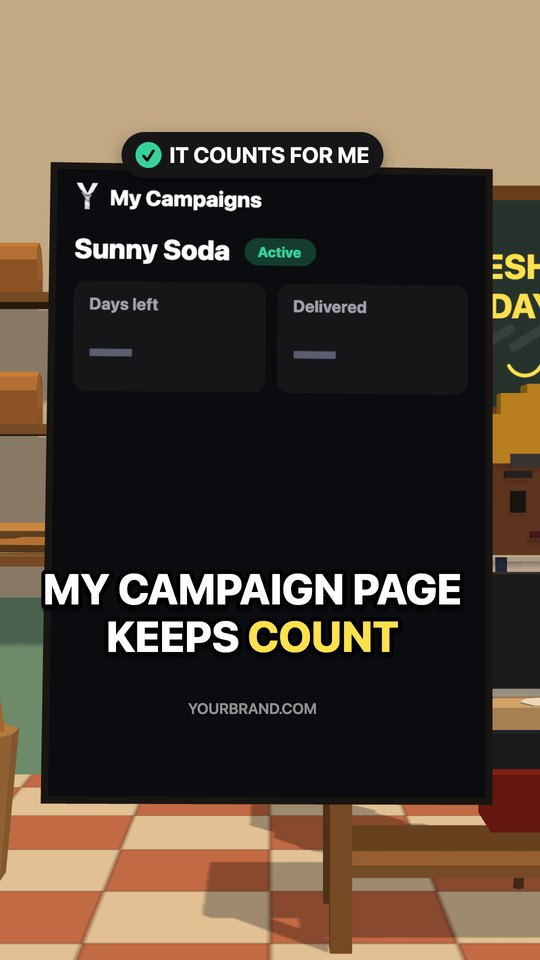 IT COUNTS FOR ME
My Campaigns
Sunny Soda
Active
Days left
Delivered
MY CAMPAIGN PAGE
KEEPS COUNT
YOURBRAND.COM